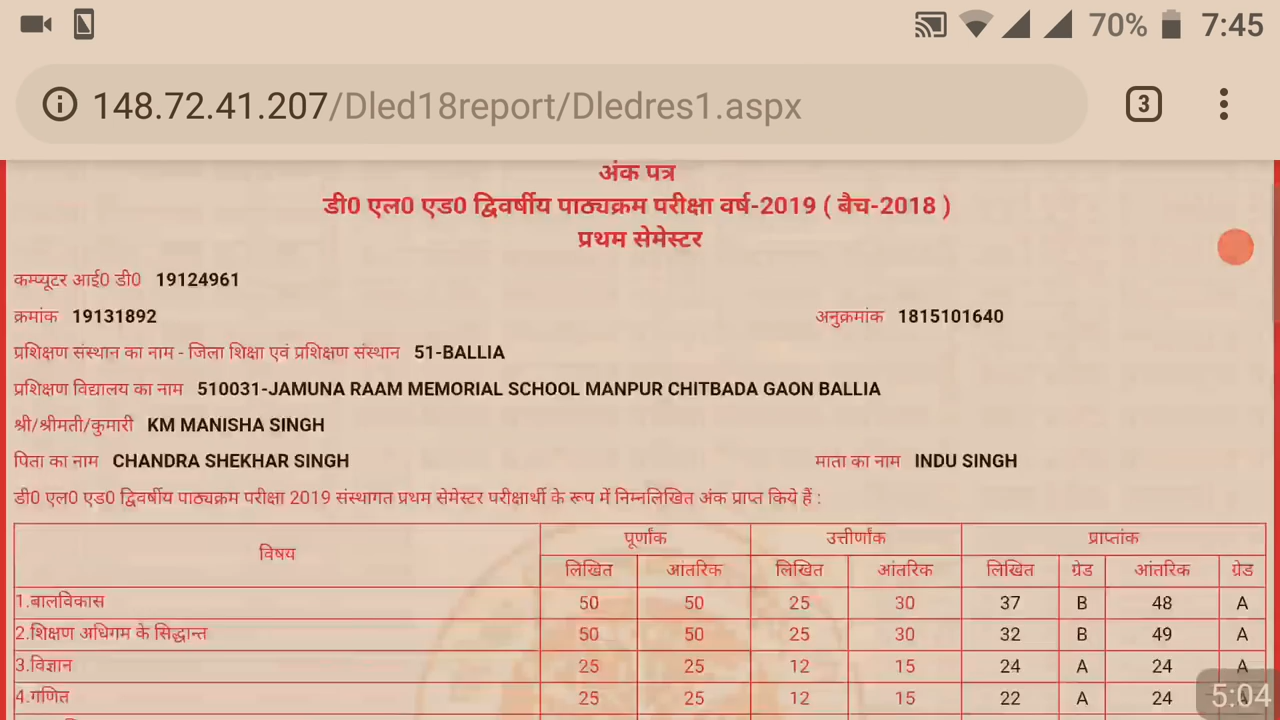 70% 7:45
148.72.41.207/Dled18report/Dledres1.aspx 3
अंक पत्र
डी0 एल0 एड0 द्विवर्षीय पाठ्यक्रम परीक्षा वर्ष-2019 ( बैच-2018 )
प्रथम सेमेस्टर
कम्प्यूटर आई0 डी0 19124961
क्रमांक 19131892 अनुक्रमांक 1815101640
प्रशिक्षण संस्थान का नाम - जिला शिक्षा एवं प्रशिक्षण संस्थान 51-BALLIA
प्रशिक्षण विद्यालय का नाम 510031-JAMUNA RAAM MEMORIAL SCHOOL MANPUR CHITBADA GAON BALLIA
श्री/श्रीमती/कुमारी KM MANISHA SINGH
पिता का नाम CHANDRA SHEKHAR SINGH माता का नाम INDU SINGH
डी0 एल0 एड0 द्विवर्षीय पाठ्यक्रम परीक्षा 2019 संस्थागत प्रथम सेमेस्टर परीक्षार्थी के रूप में निम्नलिखित अंक प्राप्त किये हैं :
विषय पूर्णांक उत्तीर्णांक प्राप्तांक
लिखित आंतरिक लिखित आंतरिक लिखित ग्रेड आंतरिक ग्रेड
1.बालविकास 50 50 25 30 37 B 48 A
2.शिक्षण अधिगम के सिद्धान्त 50 50 25 30 32 B 49 A
3.विज्ञान 25 25 12 15 24 A 24 A
4.गणित 25 25 12 15 22 A 24
5:04